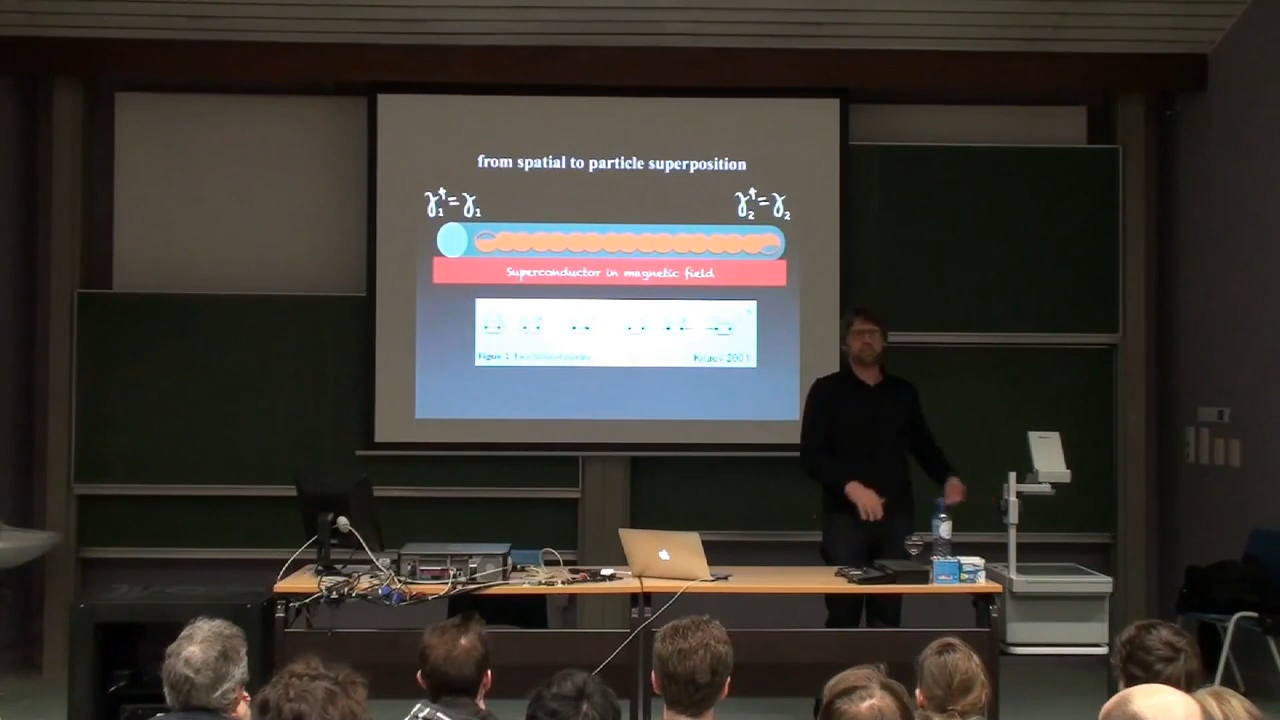 from spatial to particle superposition
γ₁† = γ₁
γ₂† = γ₂
Superconductor in magnetic field
Kitaev 2001